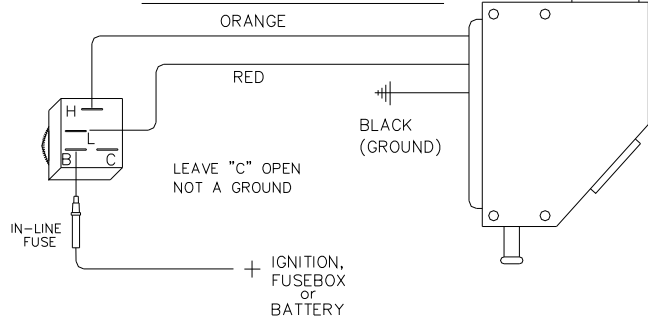 ORANGE
RED
H
L
B C
BLACK
(GROUND)
LEAVE "C" OPEN
NOT A GROUND
IN-LINE
FUSE
+ IGNITION,
FUSEBOX
or
BATTERY